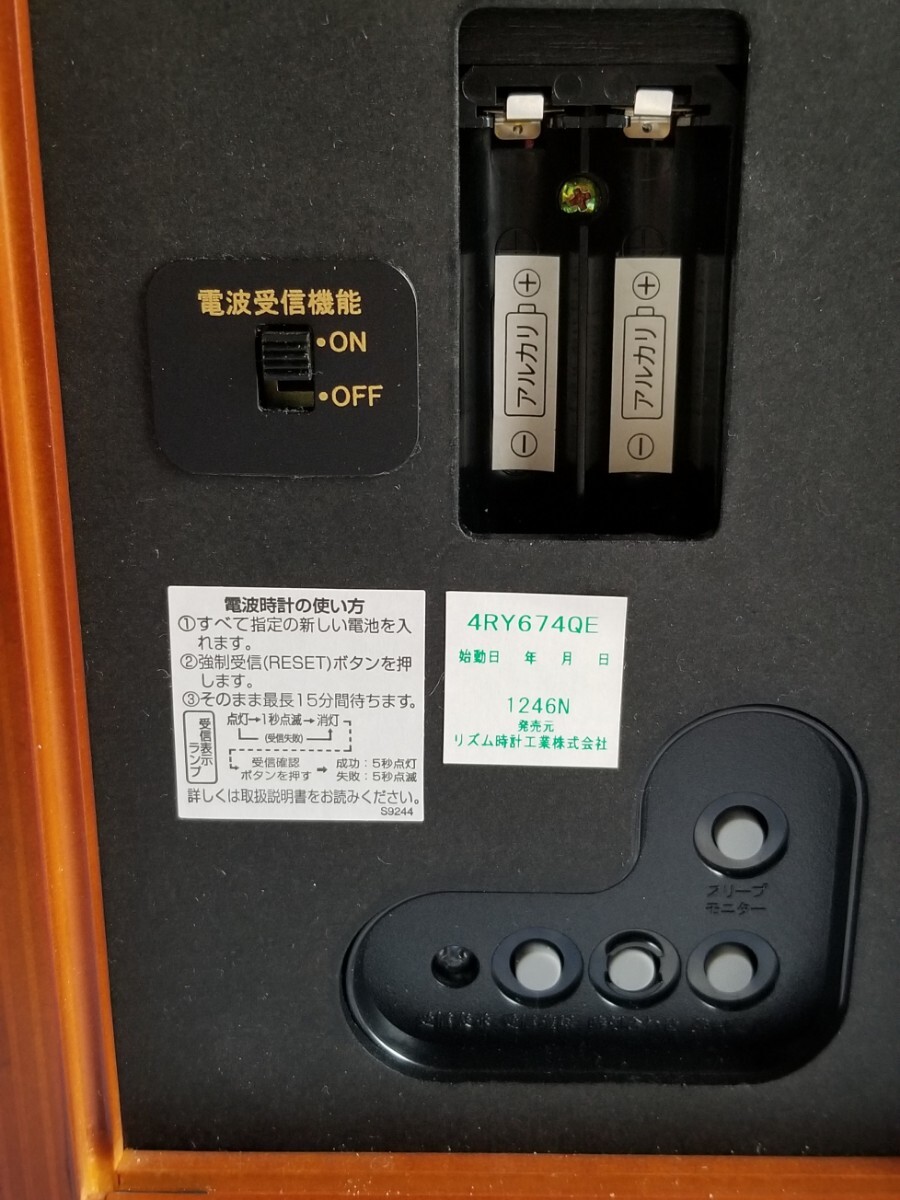 電波受信機能
•ON
•OFF
+
アルカリ
−
+
アルカリ
−
電波時計の使い方
①すべて指定の新しい電池を入
れます。
②強制受信(RESET)ボタンを押
します。
③そのまま最長15分間待ちます。
受信表示
ランプ
点灯→1秒点滅→消灯
(受信失敗)
受信確認
ボタンを押す
➡
成功:5秒点灯
失敗:5秒点滅
詳しくは取扱説明書をお読みください。
S9244
4RY674QE
始動日 年 月 日
1246N
発売元
リズム時計工業株式会社
スリープ
モニター